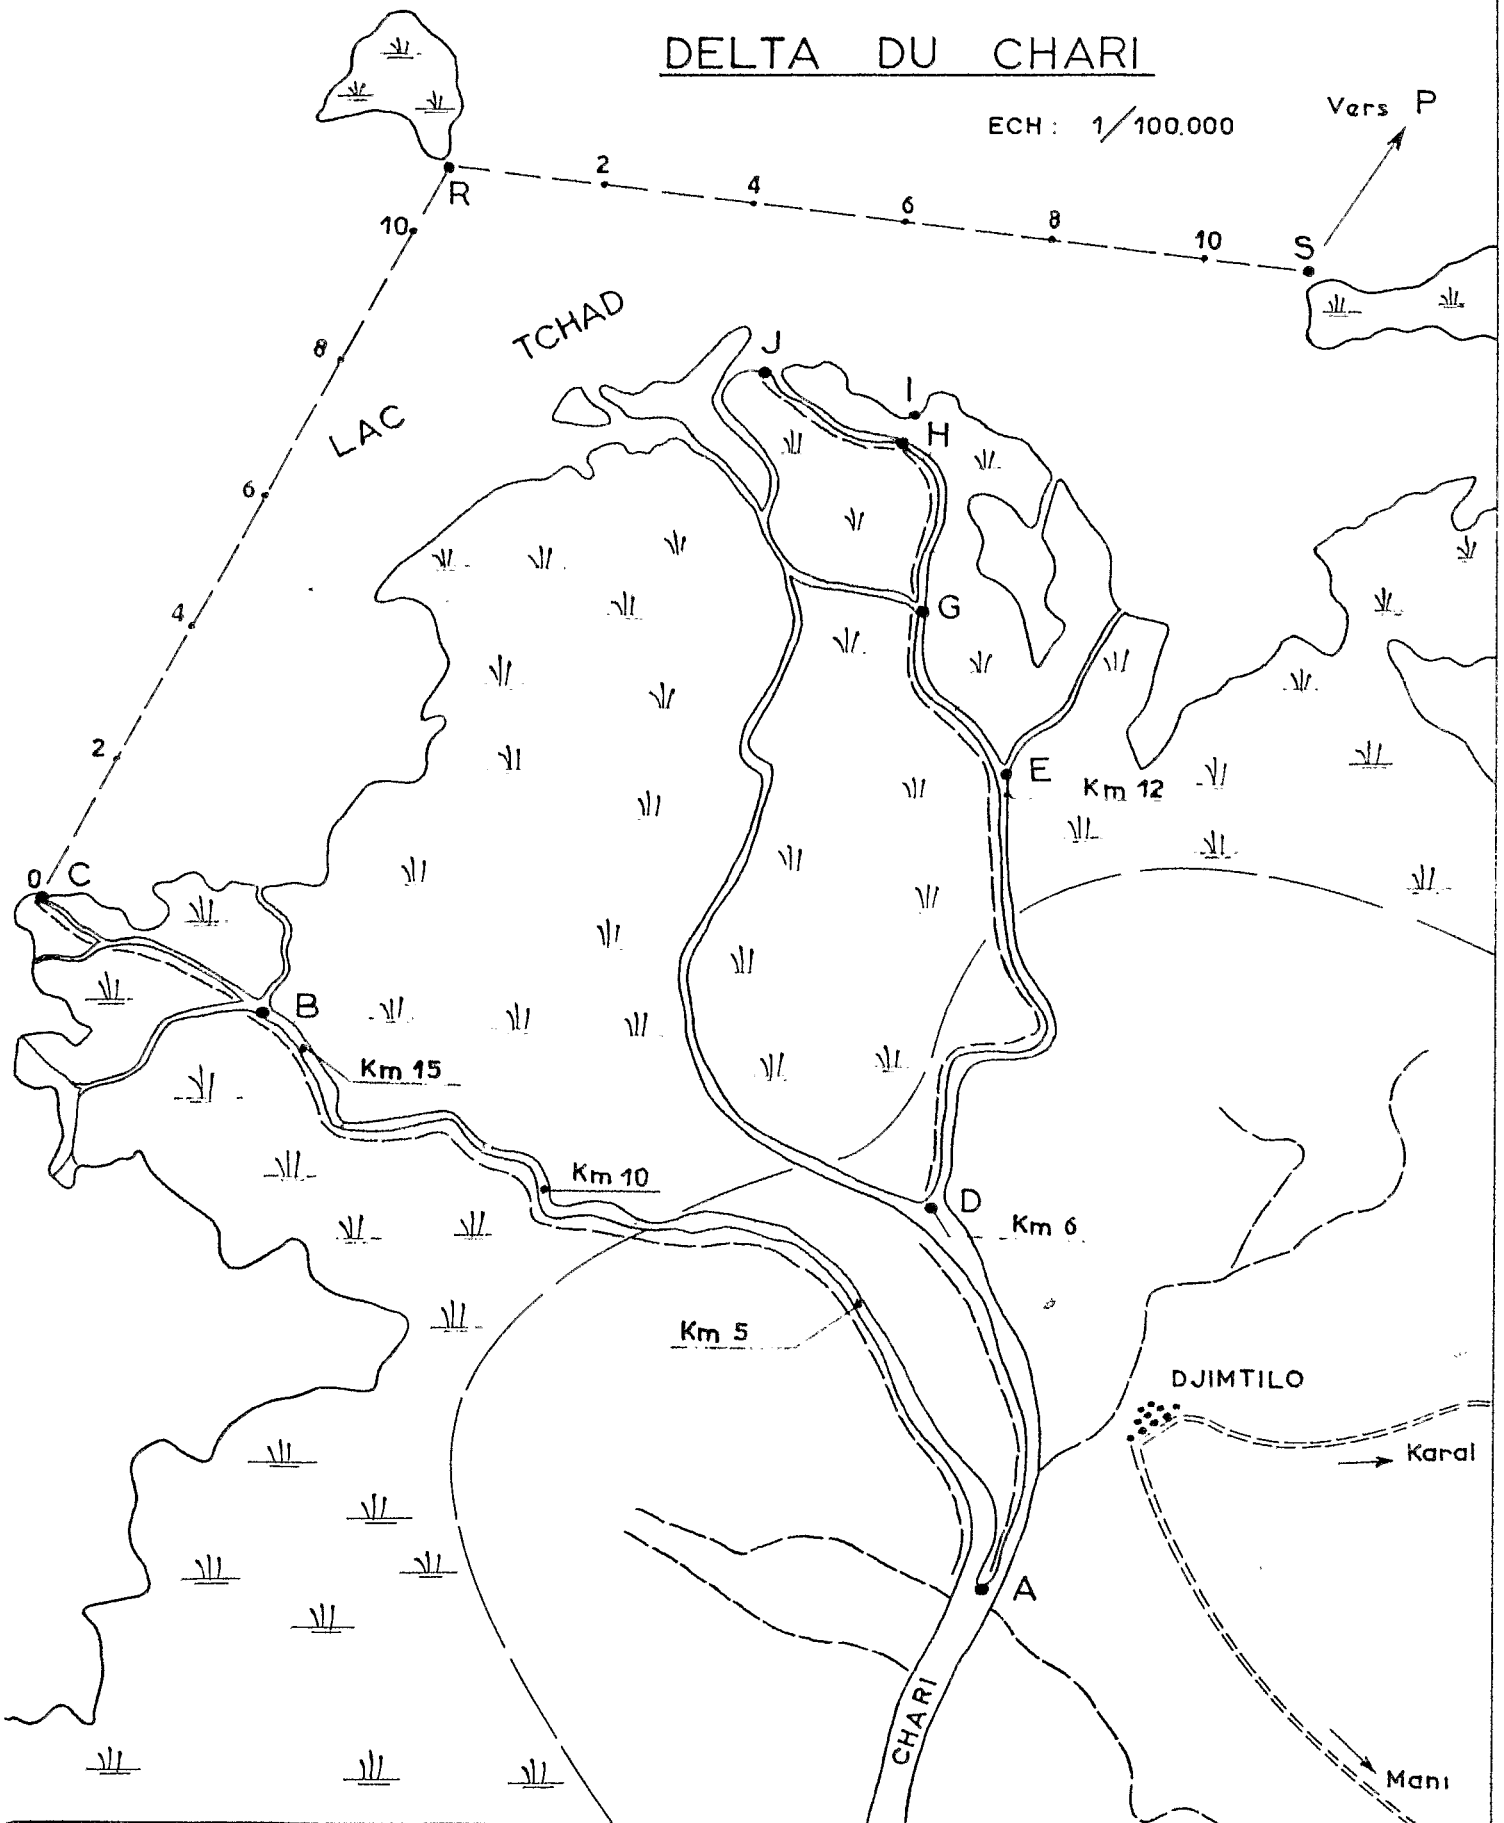 DELTA DU CHARI
ECH: 1/100.000
Vers P
R
2
4
6
8
10
S
10
8
6
4
2
0
C
LAC TCHAD
J
I
H
G
E
Km 12
B
Km 15
Km 10
D
Km 6
Km 5
DJIMTILO
Karal
A
CHARI
Mani